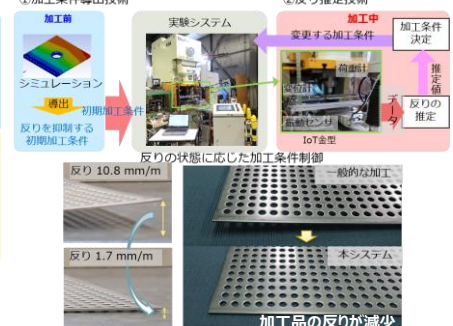 ①加工条件導出技術
②反り推定技術
加工前
シミュレーション
導出
反りを抑制する
初期加工条件
初期加工条件
実験システム
加工中
変更する加工条件
加工条件
決定
推定値
反りの
推定
データ
荷重計
変位計
振動センサ
IoT金型
反りの状態に応じた加工条件制御
反り 10.8 mm/m
一般的な加工
反り 1.7 mm/m
本システム
加工品の反りが減少